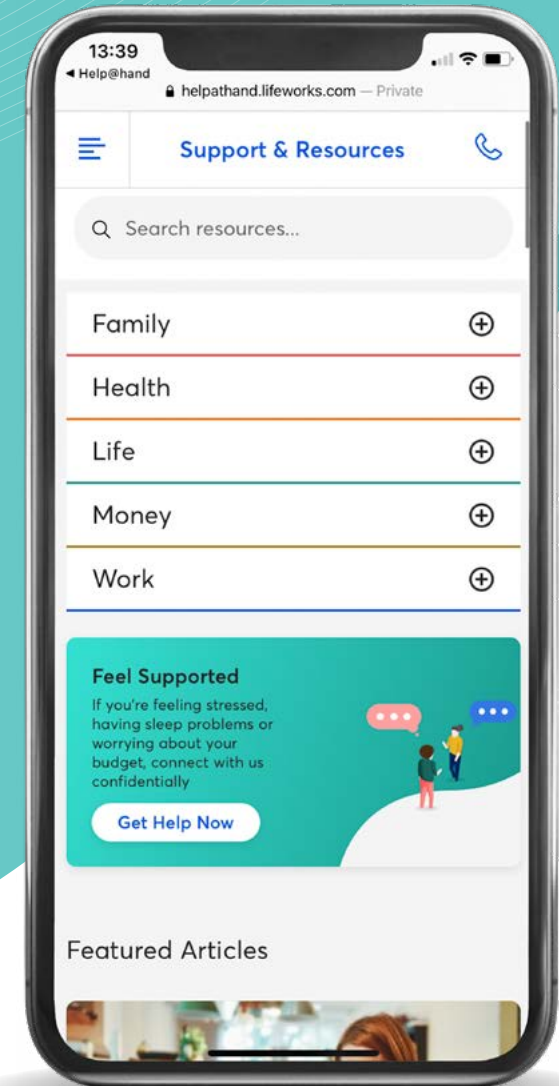 13:39
◀ Help@hand
helpathand.lifeworks.com — Private
Support & Resources
Search resources...
Family
Health
Life
Money
Work
Feel Supported
If you're feeling stressed,
having sleep problems or
worrying about your
budget, connect with us
confidentially
Get Help Now
Featured Articles